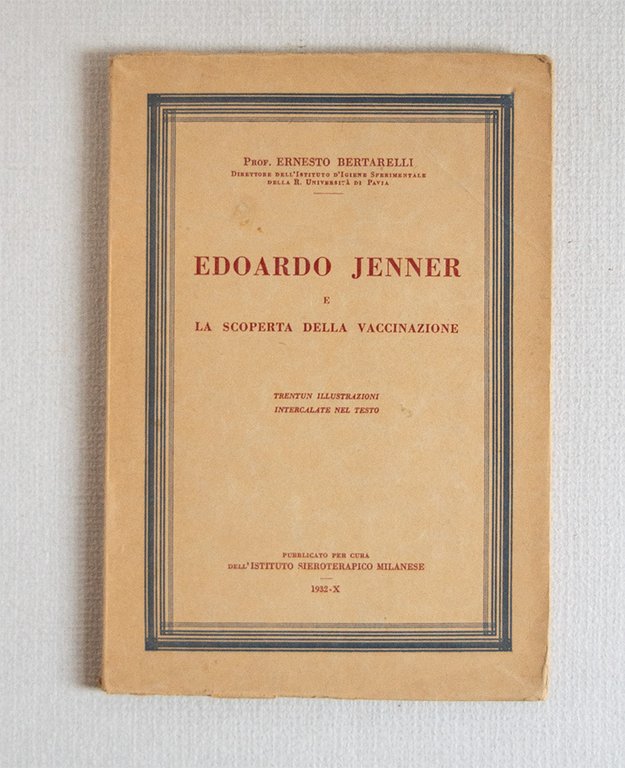 Prof. ERNESTO BERTARELLI
Direttore dell'Istituto d'Igiene Sperimentale
della R. Università di Pavia
EDOARDO JENNER
E
LA SCOPERTA DELLA VACCINAZIONE
TRENTUN ILLUSTRAZIONI
INTERCALATE NEL TESTO
PUBBLICATO PER CURA
DELL'ISTITUTO SIEROTERAPICO MILANESE
1932-X